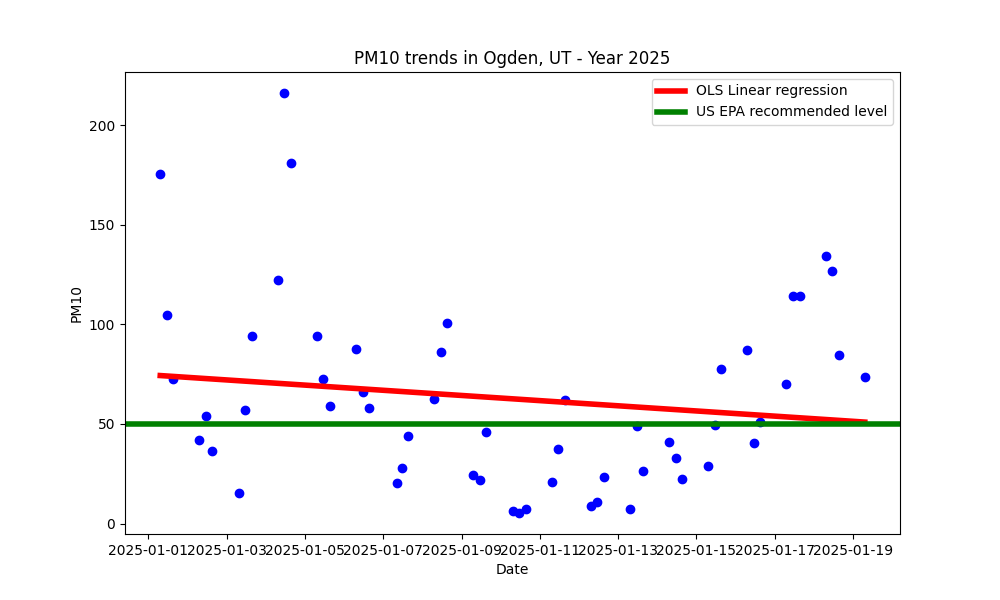 PM10 trends in Ogden, UT - Year 2025
OLS Linear regression
US EPA recommended level
PM10
200
150
100
50
0
2025-01-01 2025-01-03 2025-01-05 2025-01-07 2025-01-09 2025-01-11 2025-01-13 2025-01-15 2025-01-17 2025-01-19
Date